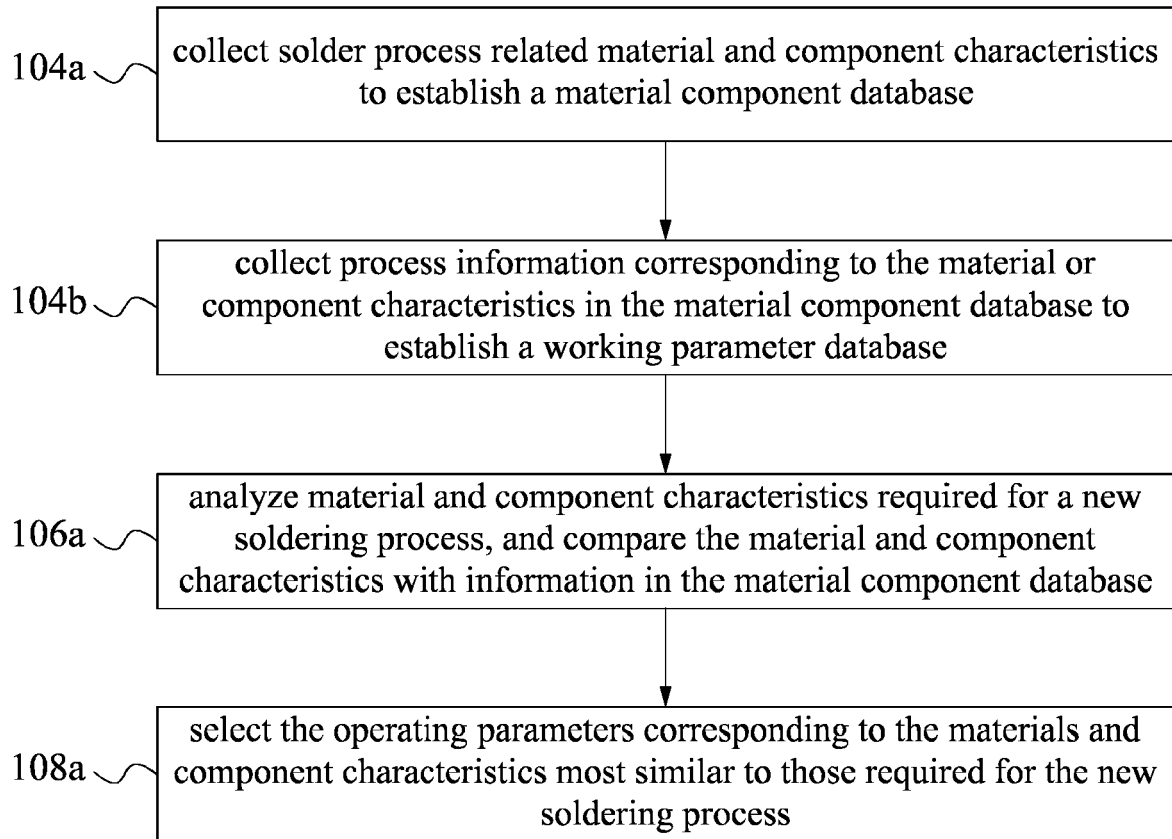 104a
collect solder process related material and component characteristics
to establish a material component database
104b
collect process information corresponding to the material or
component characteristics in the material component database to
establish a working parameter database
106a
analyze material and component characteristics required for a new
soldering process, and compare the material and component
characteristics with information in the material component database
108a
select the operating parameters corresponding to the materials and
component characteristics most similar to those required for the new
soldering process